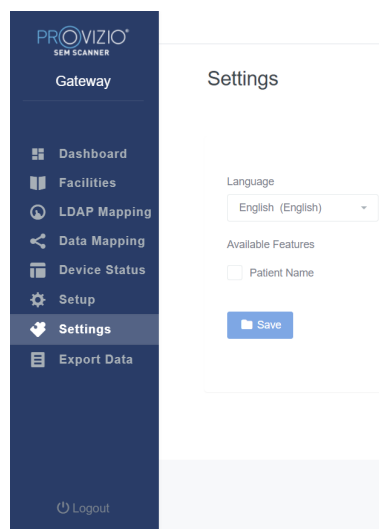 PROVIZIO®
SEM SCANNER
Gateway
Settings
Dashboard
Facilities
LDAP Mapping
Data Mapping
Device Status
Setup
Settings
Export Data
Logout
Language
English (English)
Available Features
Patient Name
Save